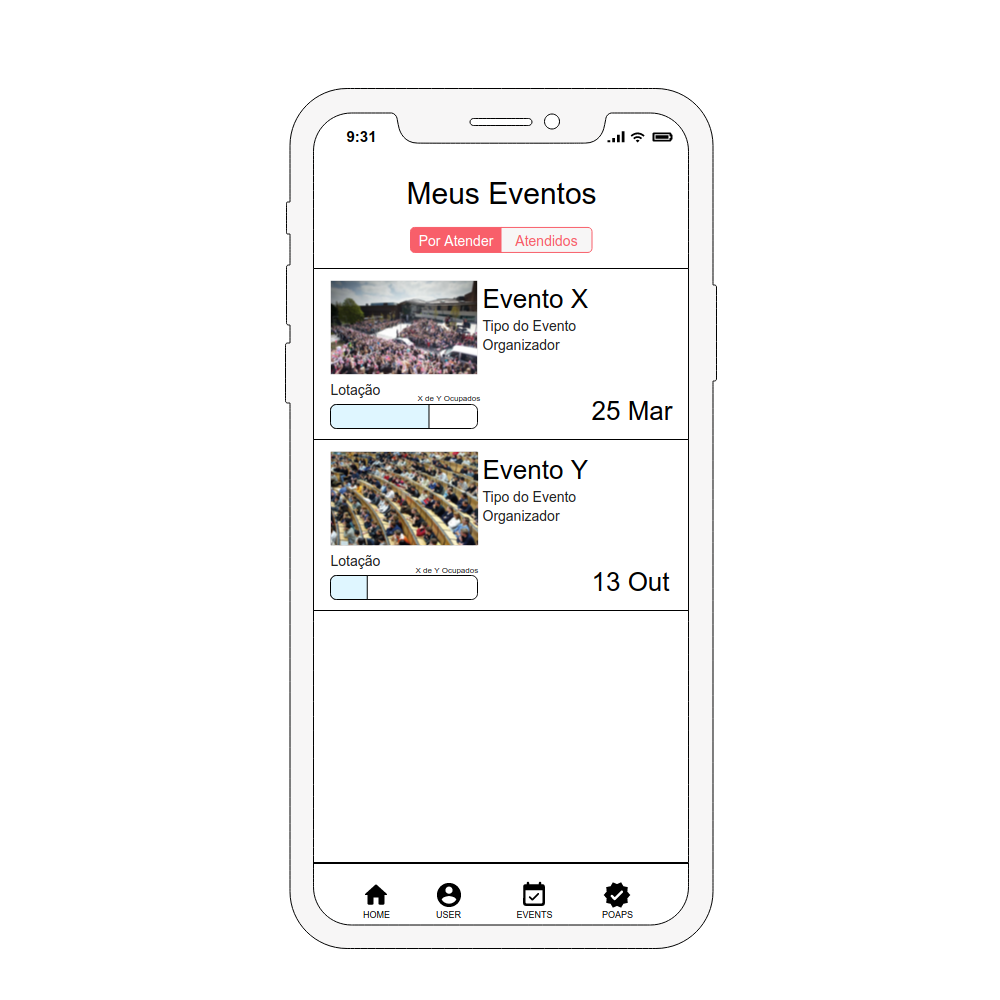 9:31
Meus Eventos
Por Atender Atendidos
Evento X
Tipo do Evento
Organizador
Lotação
X de Y Ocupados
25 Mar
Evento Y
Tipo do Evento
Organizador
Lotação
X de Y Ocupados
13 Out
HOME USER EVENTS POAPS